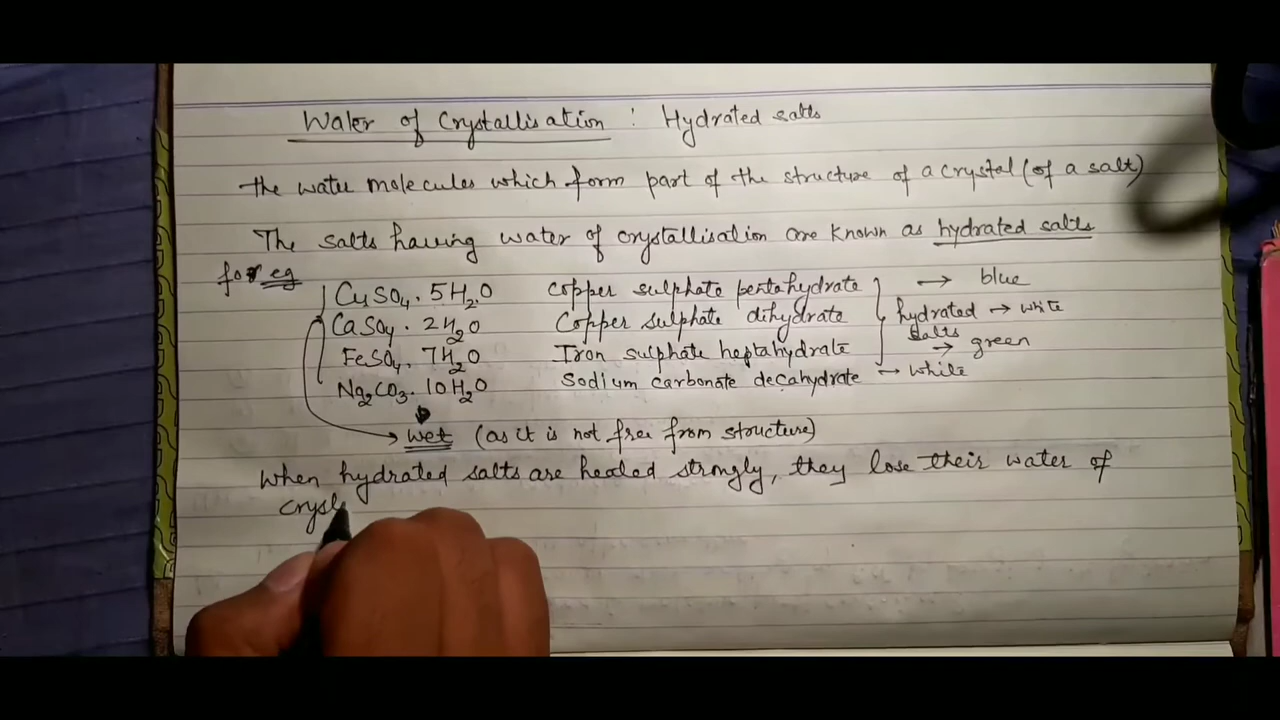 Water of Crystallisation : Hydrated salts
the water molecules which form part of the structure of a crystal (of a salt)
The salts having water of crystallisation are known as hydrated salts
for eg
CuSO4 . 5H2O Copper sulphate pentahydrate → blue
CaSO4 . 2H2O Copper sulphate dihydrate hydrated salts → white
FeSO4 . 7H2O Iron sulphate heptahydrate → green
Na2CO3 . 10H2O Sodium carbonate decahydrate → white
→ wet (as it is not free from structure)
When hydrated salts are heated strongly, they lose their water of
cryst